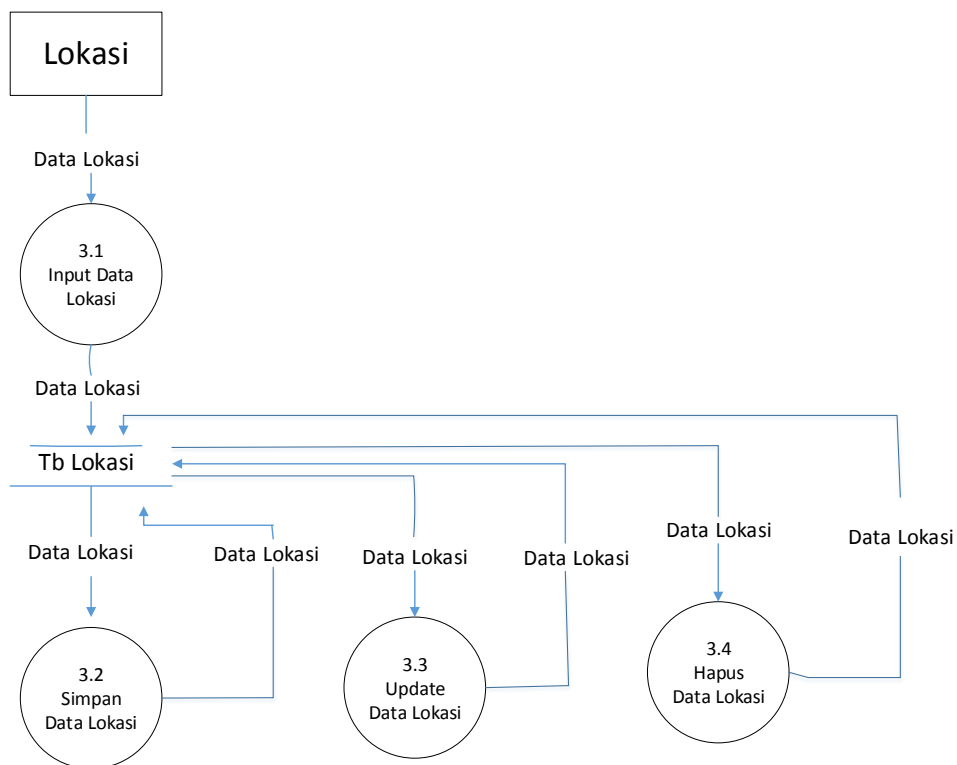 Lokasi
Data Lokasi
3.1
Input Data
Lokasi
Data Lokasi
Tb Lokasi
Data Lokasi
Data Lokasi
Data Lokasi
Data Lokasi
Data Lokasi
Data Lokasi
3.2
Simpan
Data Lokasi
3.3
Update
Data Lokasi
3.4
Hapus
Data Lokasi